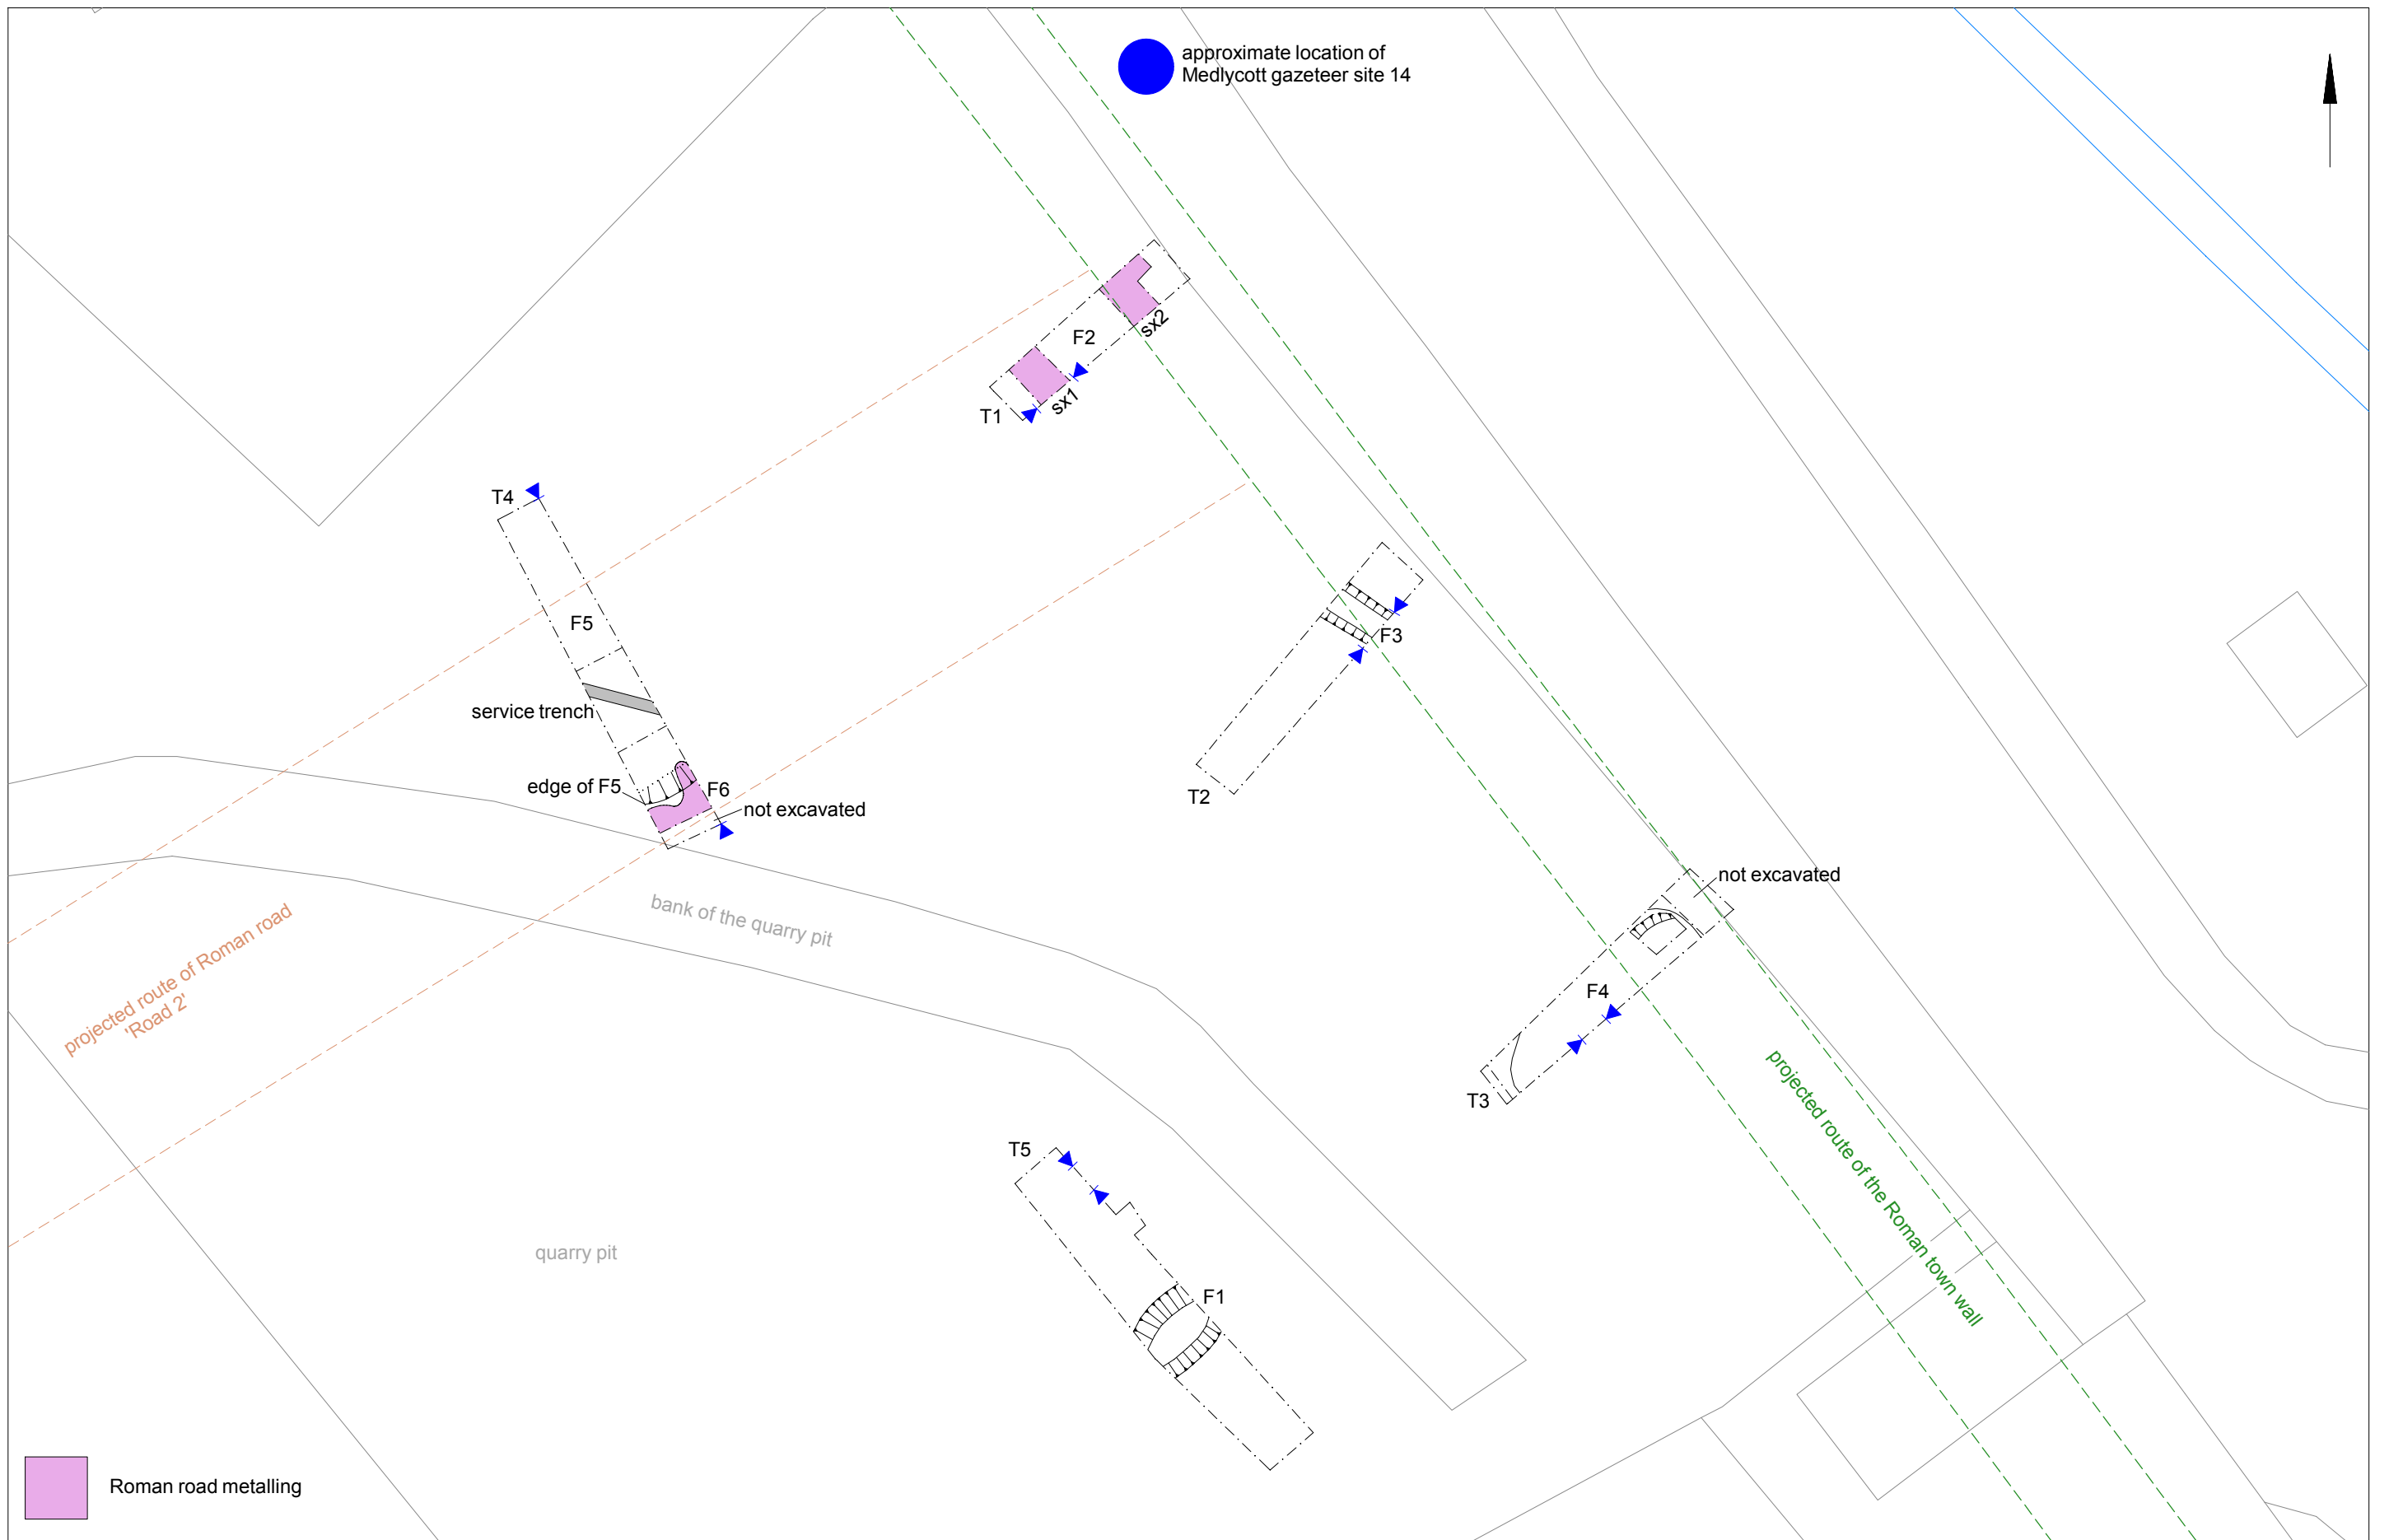 approximate location of
Medlycott gazeteer site 14
sx2
F2
sx1
T1
T4
F5
service trench
F3
edge of F5
F6
not excavated
T2
not excavated
bank of the quarry pit
projected route of Roman road
'Road 2'
F4
T3
projected route of the Roman town wall
T5
quarry pit
F1
Roman road metalling